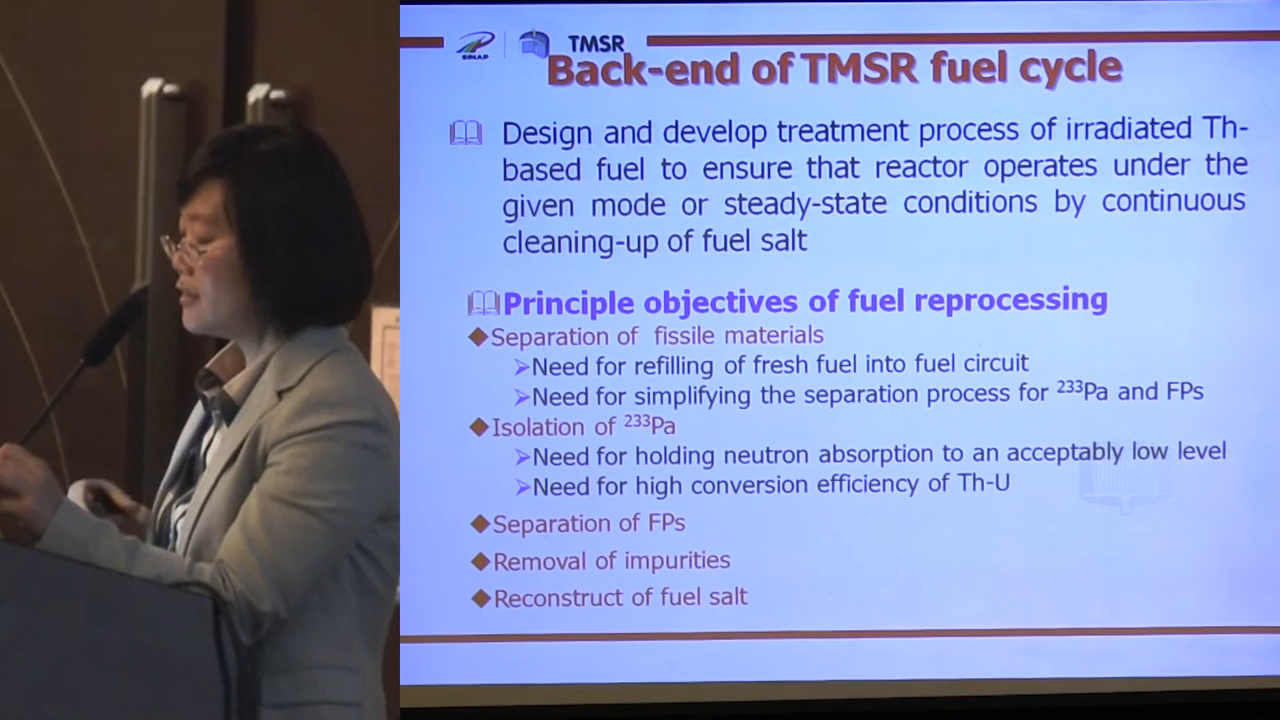 SINAP
TMSR
Back-end of TMSR fuel cycle
Design and develop treatment process of irradiated Th-
based fuel to ensure that reactor operates under the
given mode or steady-state conditions by continuous
cleaning-up of fuel salt
Principle objectives of fuel reprocessing
Separation of fissile materials
Need for refilling of fresh fuel into fuel circuit
Need for simplifying the separation process for ²³³Pa and FPs
Isolation of ²³³Pa
Need for holding neutron absorption to an acceptably low level
Need for high conversion efficiency of Th-U
Separation of FPs
Removal of impurities
Reconstruct of fuel salt